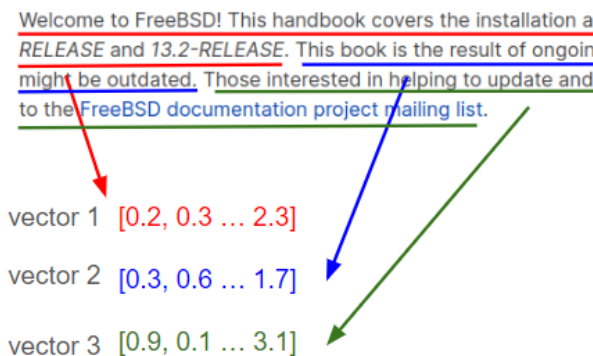 Welcome to FreeBSD! This handbook covers the installation a
RELEASE and 13.2-RELEASE. This book is the result of ongoin
might be outdated. Those interested in helping to update and
to the FreeBSD documentation project mailing list.
vector 1 [0.2, 0.3 ... 2.3]
vector 2 [0.3, 0.6 ... 1.7]
vector 3 [0.9, 0.1 ... 3.1]